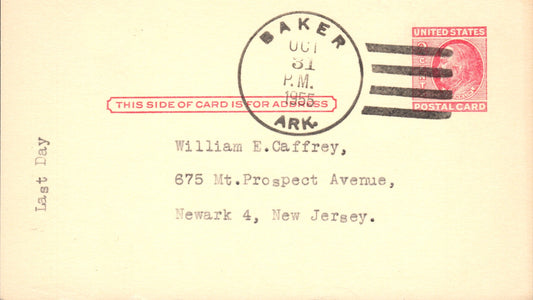 BAKER
OCT
31
P.M.
1955
ARK.
UNITED STATES
POSTAL CARD
THIS SIDE OF CARD IS FOR ADDRESS
Last Day
William E.Caffrey,
675 Mt.Prospect Avenue,
Newark 4, New Jersey.